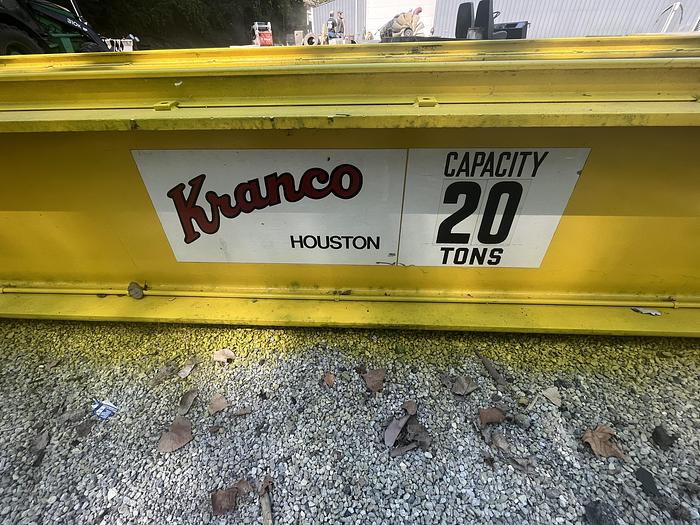 Kranco
HOUSTON
CAPACITY
20
TONS